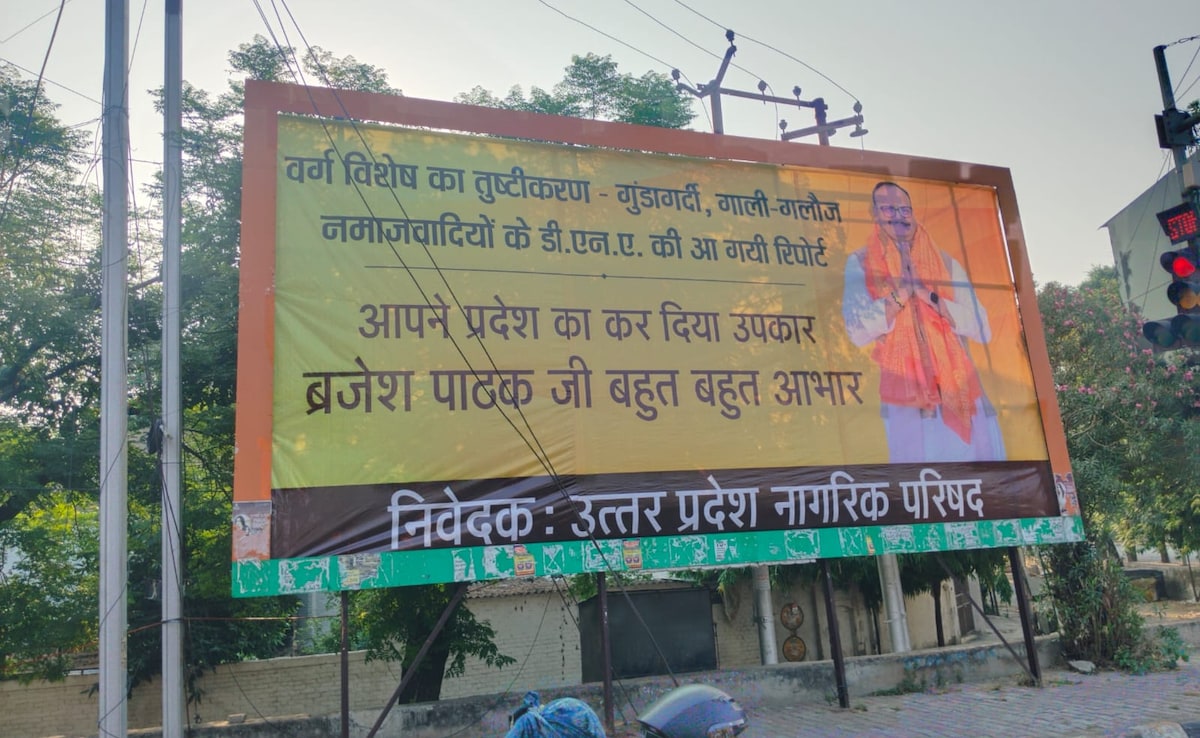 वर्ग विशेष का तुष्टीकरण - गुंडागर्दी, गाली-गलौज
नमाजवादियों के डी.एन.ए. की आ गयी रिपोर्ट
आपने प्रदेश का कर दिया उपकार
ब्रजेश पाठक जी बहुत बहुत आभार
निवेदक : उत्तर प्रदेश नागरिक परिषद